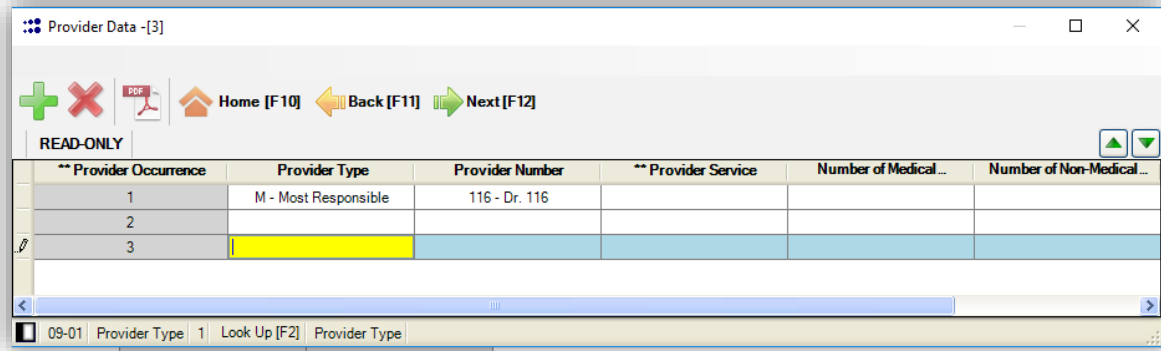 Provider Data -[3]
PDF Home [F10] Back [F11] Next [F12]
READ-ONLY
** Provider Occurrence Provider Type Provider Number ** Provider Service Number of Medical... Number of Non-Medical...
1 M - Most Responsible 116 - Dr. 116
2
3
09-01 Provider Type 1 Look Up [F2] Provider Type